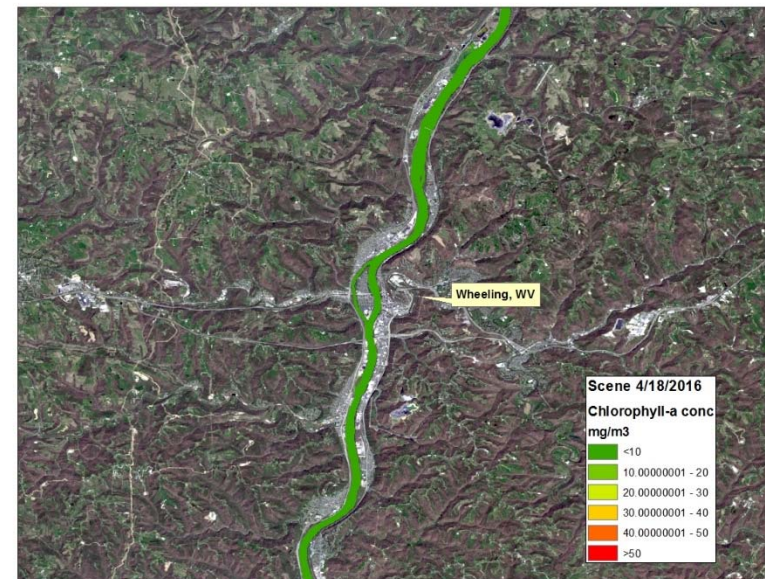 Wheeling, WV
Scene 4/18/2016
Chlorophyll-a conc
mg/m3
<10
10.00000001 - 20
20.00000001 - 30
30.00000001 - 40
40.00000001 - 50
>50